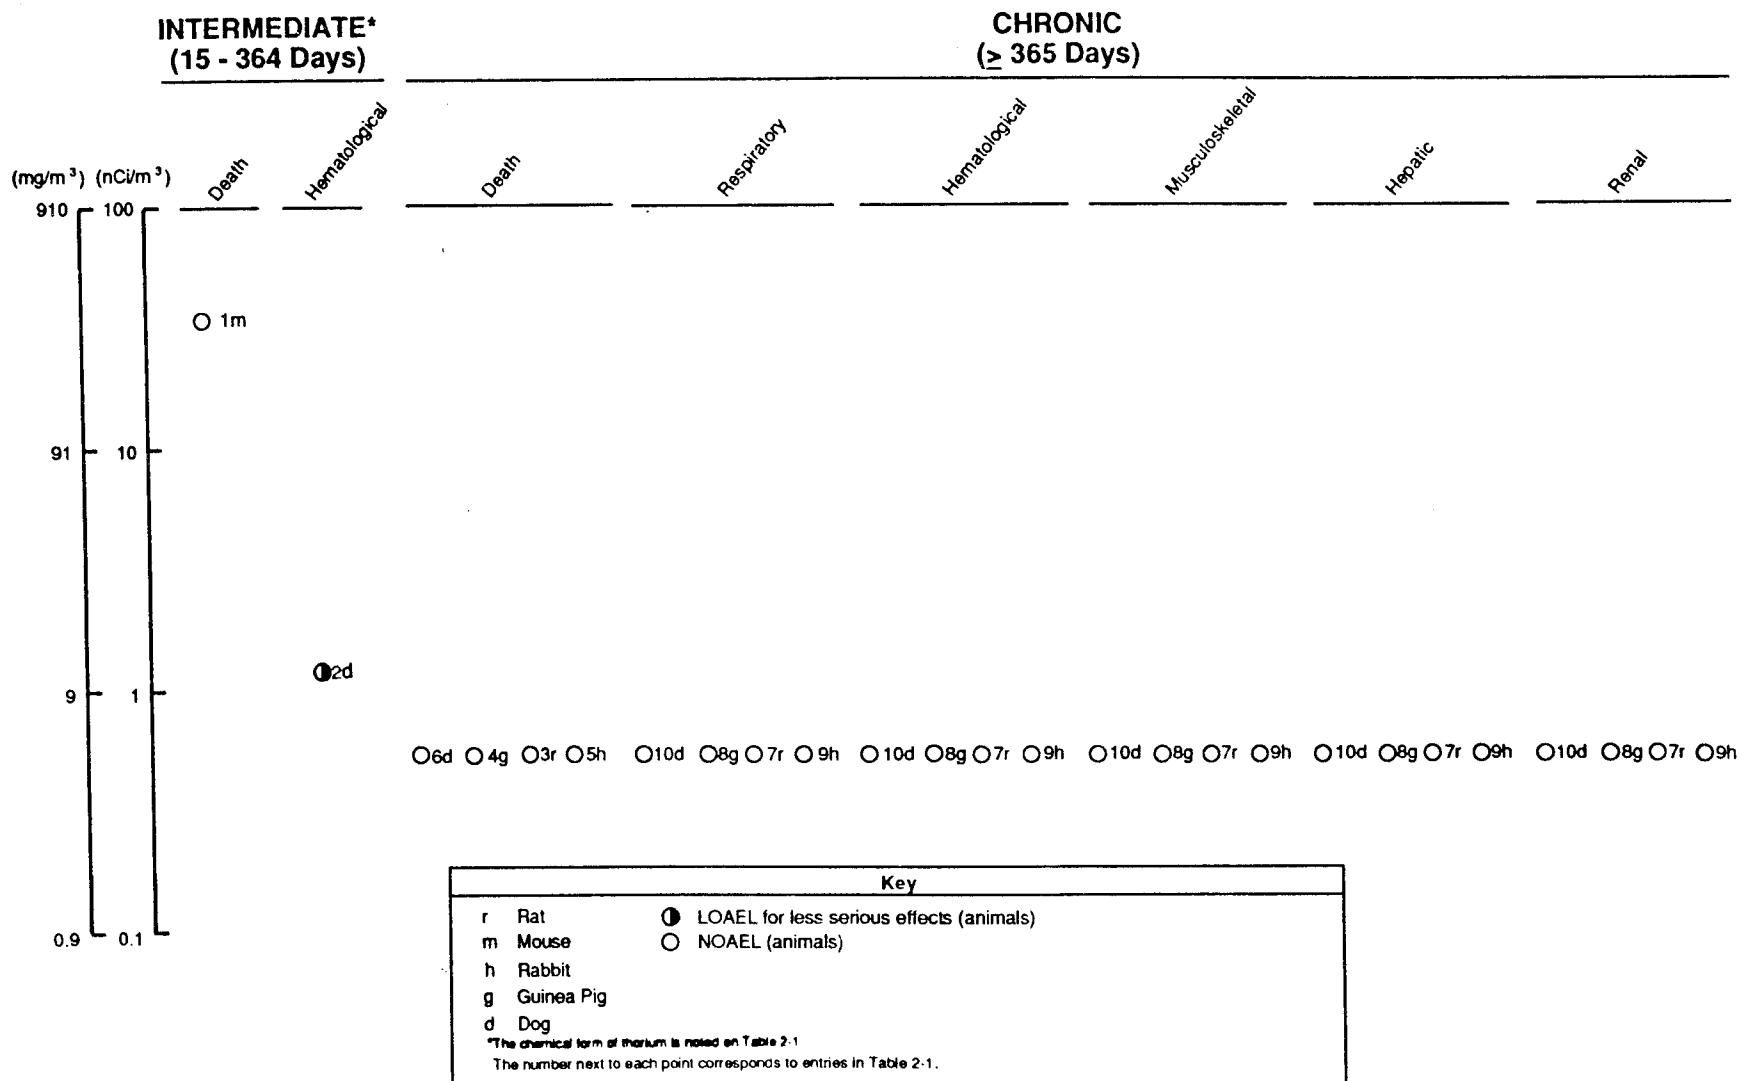 INTERMEDIATE*
(15 - 364 Days)
CHRONIC
(≥ 365 Days)
Death
Hematological
Death
Respiratory
Hematological
Musculoskeletal
Hepatic
Renal
(mg/m³) (nCi/m³)
910 100
1m
91 10
2d
9 1
6d 4g 3r 5h 10d 8g 7r 9h 10d 8g 7r 9h 10d 8g 7r 9h 10d 8g 7r 9h 10d 8g 7r 9h
0.9 0.1
Key
r Rat LOAEL for less serious effects (animals)
m Mouse NOAEL (animals)
h Rabbit
g Guinea Pig
d Dog
*The chemical form of thorium is noted on Table 2-1
The number next to each point corresponds to entries in Table 2-1.